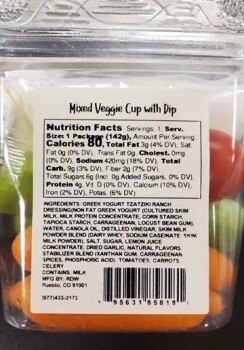 Mixed Veggie Cup with Dip
Nutrition Facts Servings: 1, Serv.
Size: 1 Package (142g), Amount Per Serving:
Calories 80, Total Fat 3g (4% DV), Sat.
Fat 0g (0% DV), Trans Fat 0g, Cholest. 0mg
(0% DV), Sodium 420mg (18% DV), Total
Carb. 9g (3% DV), Fiber 2g (7% DV),
Total Sugars 6g (Incl. 0g Added Sugars, 0% DV),
Protein 4g, Vit. D (0% DV), Calcium (10% DV),
Iron (2% DV), Potas. (6% DV)
INGREDIENTS: GREEK YOGURT TZATZIKI RANCH
DRESSING(NON FAT GREEK YOGURT (CULTURED SKIM
MILK, MILK PROTEIN CONCENTRATE, CORN STARCH,
TAPIOCA STARCH, CARRAGEENAN, LOCUST BEAN GUM)
WATER, CANOLA OIL, DISTILLED VINEGAR, SKIM MILK
POWDER BLEND (DAIRY WHEY, SODIUM CASEINATE, SKIM
MILK POWDER), SALT, SUGAR, LEMON JUICE
CONCENTRATE, DRIED GARLIC, NATURAL FLAVORS
STABILIZER BLEND (XANTHAN GUM, CARRAGEENAN
SPICES, PHOSPHORIC ACID), TOMATOES, CARROTS,
CELERY
CONTAINS: MILK
MFG BY: RDW
Pueblo, CO 81001
(977)433-2173
95631 85818